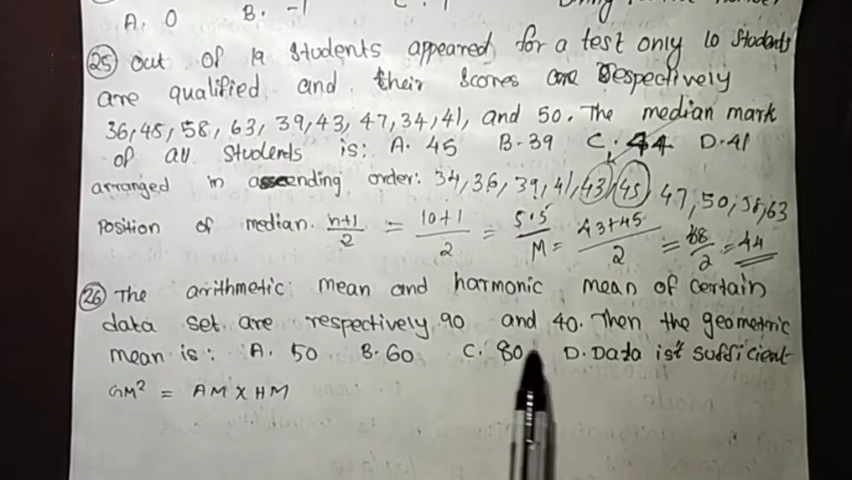 A. 0 B. -1
(25) Out of 19 students appeared for a test only 10 students
are qualified and their scores are respectively
36, 45, 58, 63, 39, 43, 47, 34, 41, and 50. The median mark
of all students is: A. 45 B. 39 C. 44 D. 41
arranged in ascending order: 34, 36, 39, 41, 43, 45, 47, 50, 58, 63
Position of median. n+1/2 = 10+1/2 = 5.5 M = 43+45/2 = 88/2 = 44
(26) The arithmetic mean and harmonic mean of certain
data set are respectively 90 and 40. Then the geometric
mean is: A. 50 B. 60 C. 80 D. Data is't sufficient
GM² = AM x HM